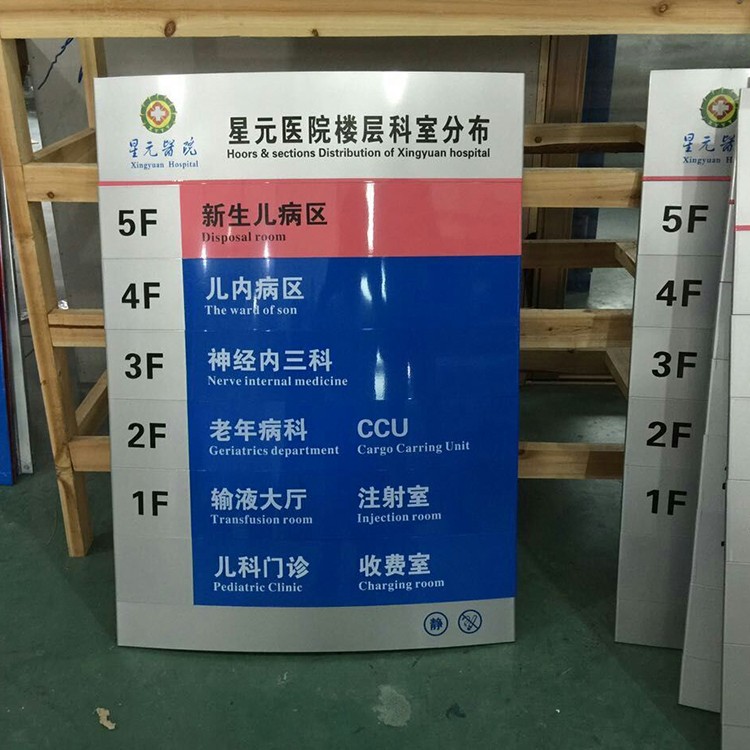 星元醫院
Xingyuan Hospital
星元医院楼层科室分布
Hoors & sections Distribution of Xingyuan hospital
5F
新生儿病区
Disposal room
4F
儿内病区
The ward of son
3F
神经内三科
Nerve internal medicine
2F
老年病科
Geriatrics department
CCU
Cargo Carring Unit
1F
输液大厅
Transfusion room
注射室
Injection room
儿科门诊
Pediatric Clinic
收费室
Charging room
静
星元醫
Xingyuan H
5F
4F
3F
2F
1F